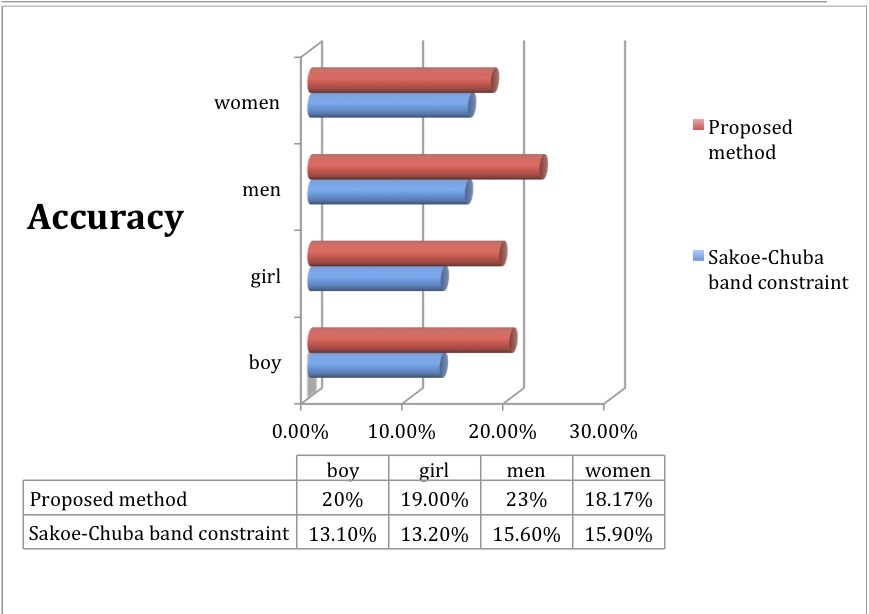 women
men
girl
boy
Accuracy
0.00% 10.00% 20.00% 30.00%
Proposed
method
Sakoe-Chuba
band constraint
boy girl men women
Proposed method 20% 19.00% 23% 18.17%
Sakoe-Chuba band constraint 13.10% 13.20% 15.60% 15.90%